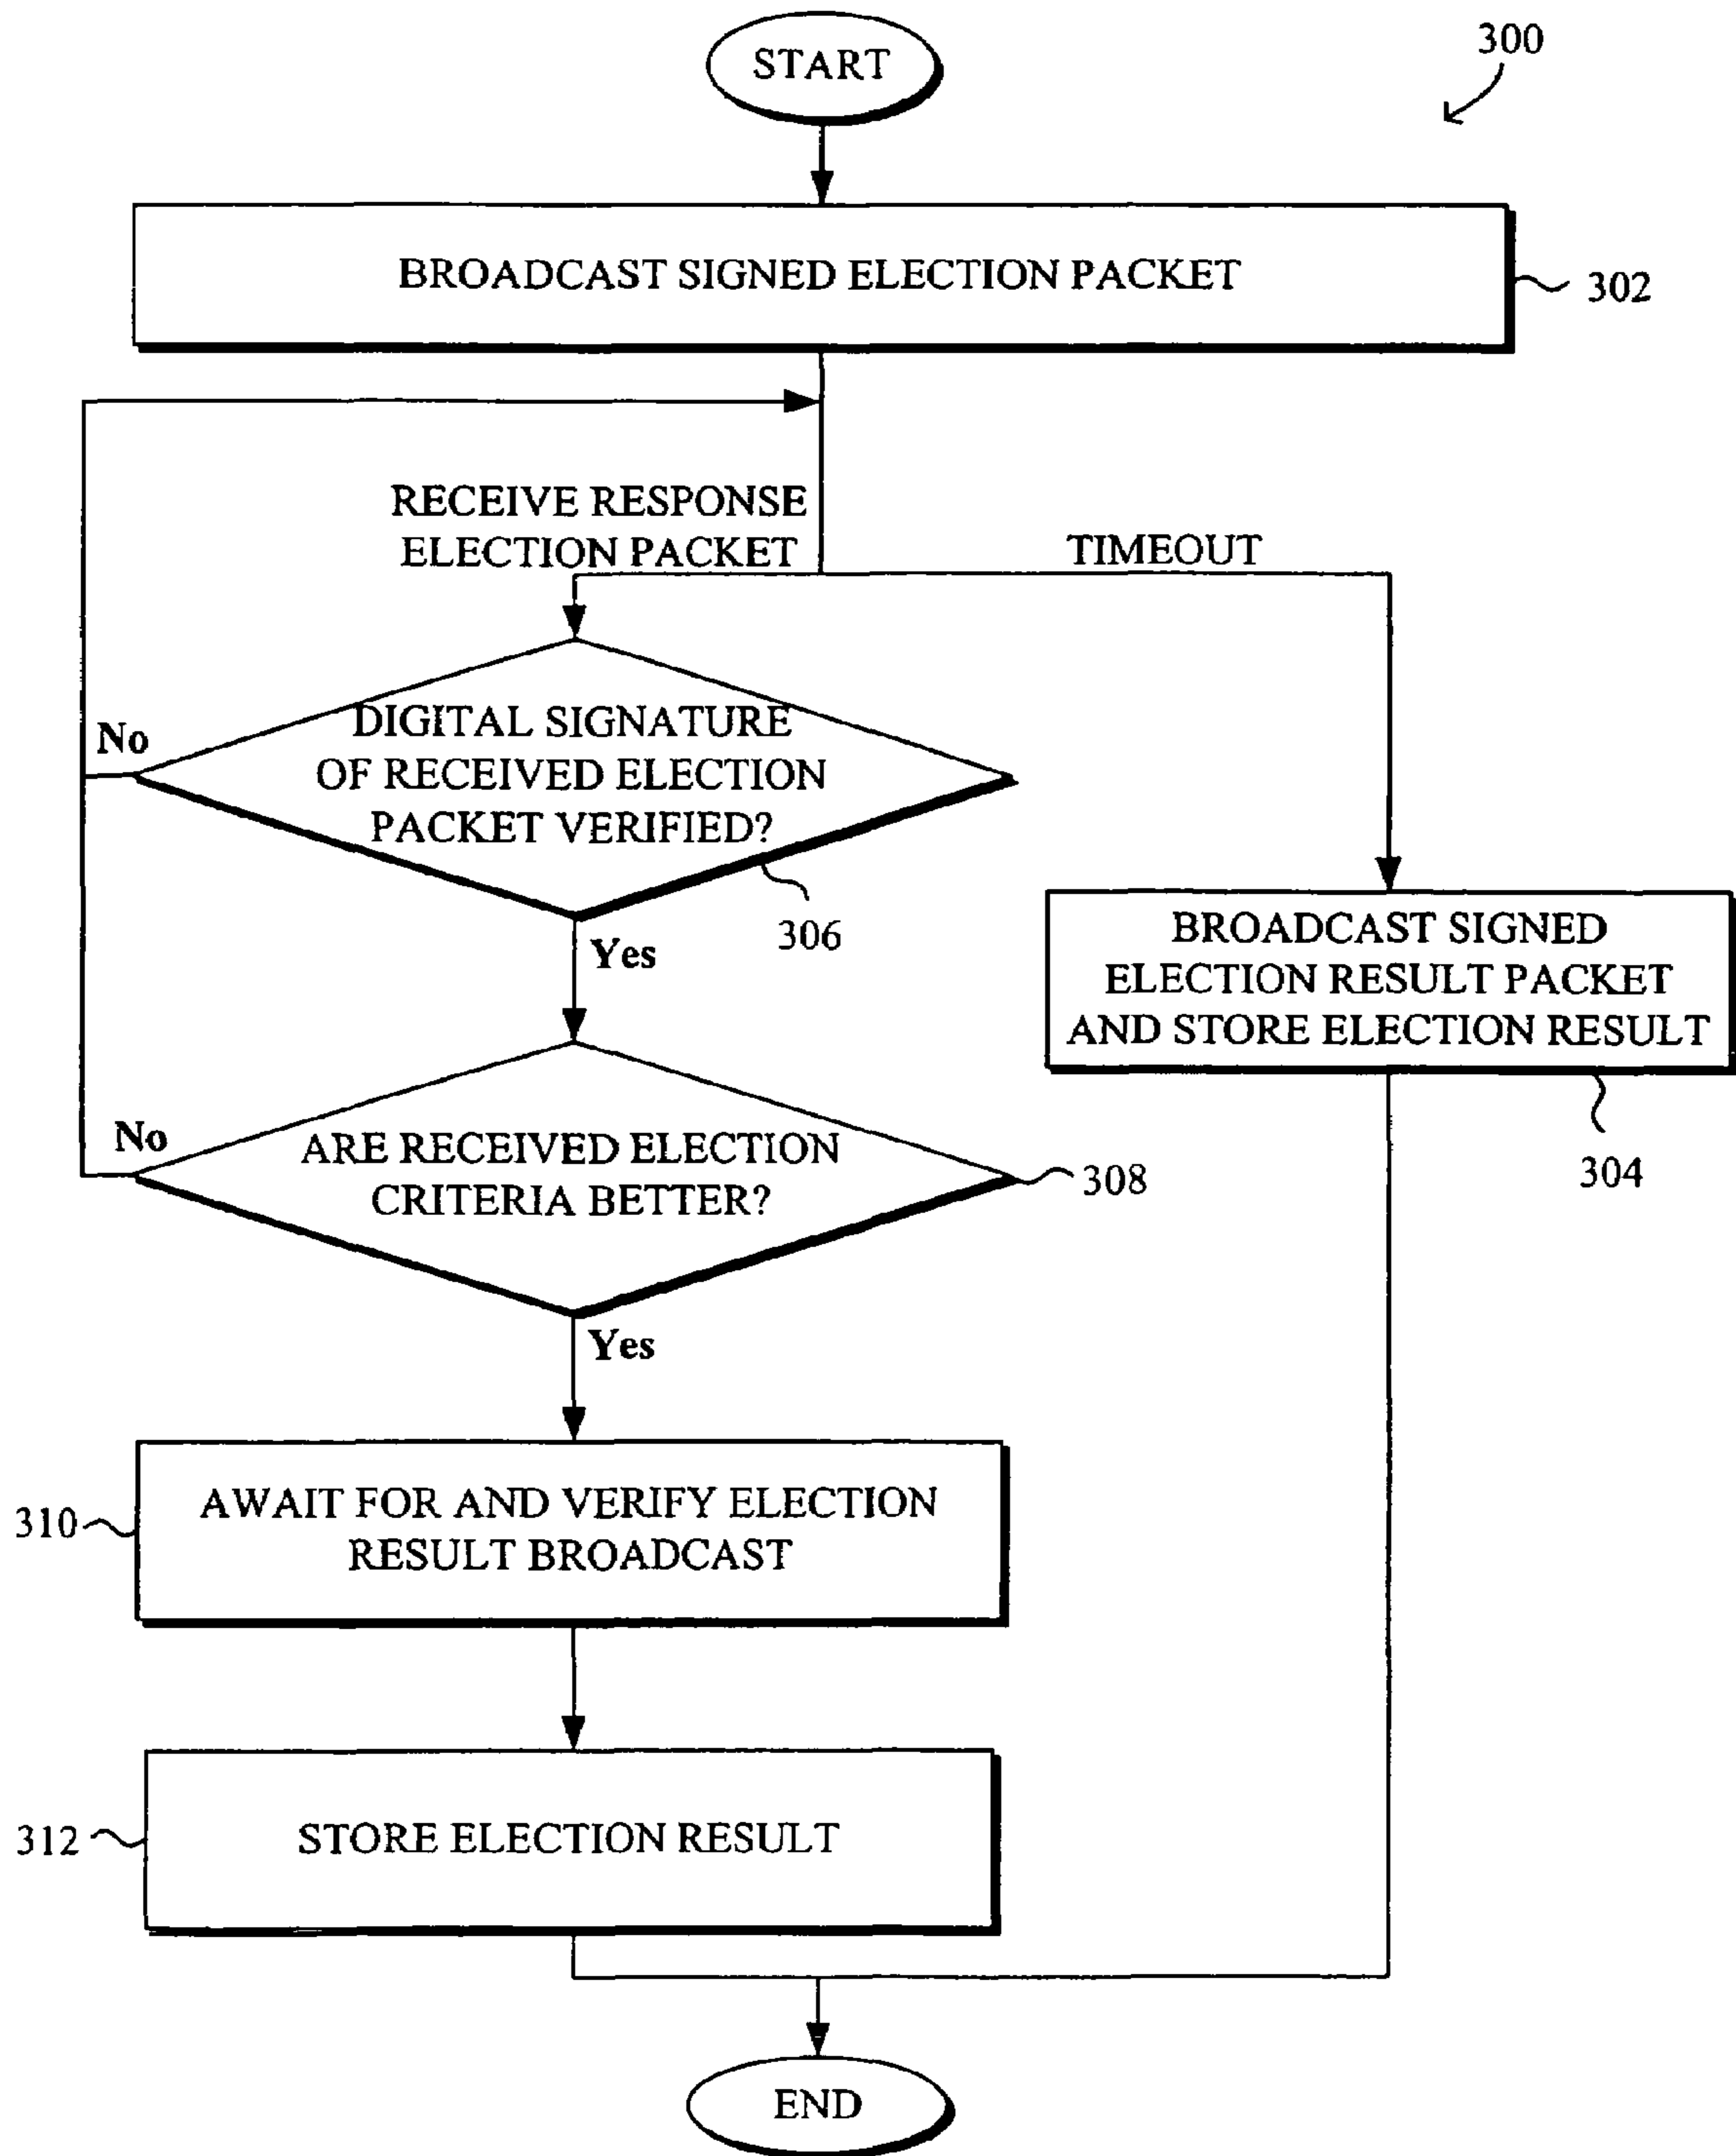 START
300
BROADCAST SIGNED ELECTION PACKET
302
RECEIVE RESPONSE
ELECTION PACKET
TIMEOUT
DIGITAL SIGNATURE
OF RECEIVED ELECTION
PACKET VERIFIED?
No
306
Yes
BROADCAST SIGNED
ELECTION RESULT PACKET
AND STORE ELECTION RESULT
304
No
ARE RECEIVED ELECTION
CRITERIA BETTER?
308
Yes
310
AWAIT FOR AND VERIFY ELECTION
RESULT BROADCAST
312
STORE ELECTION RESULT
END